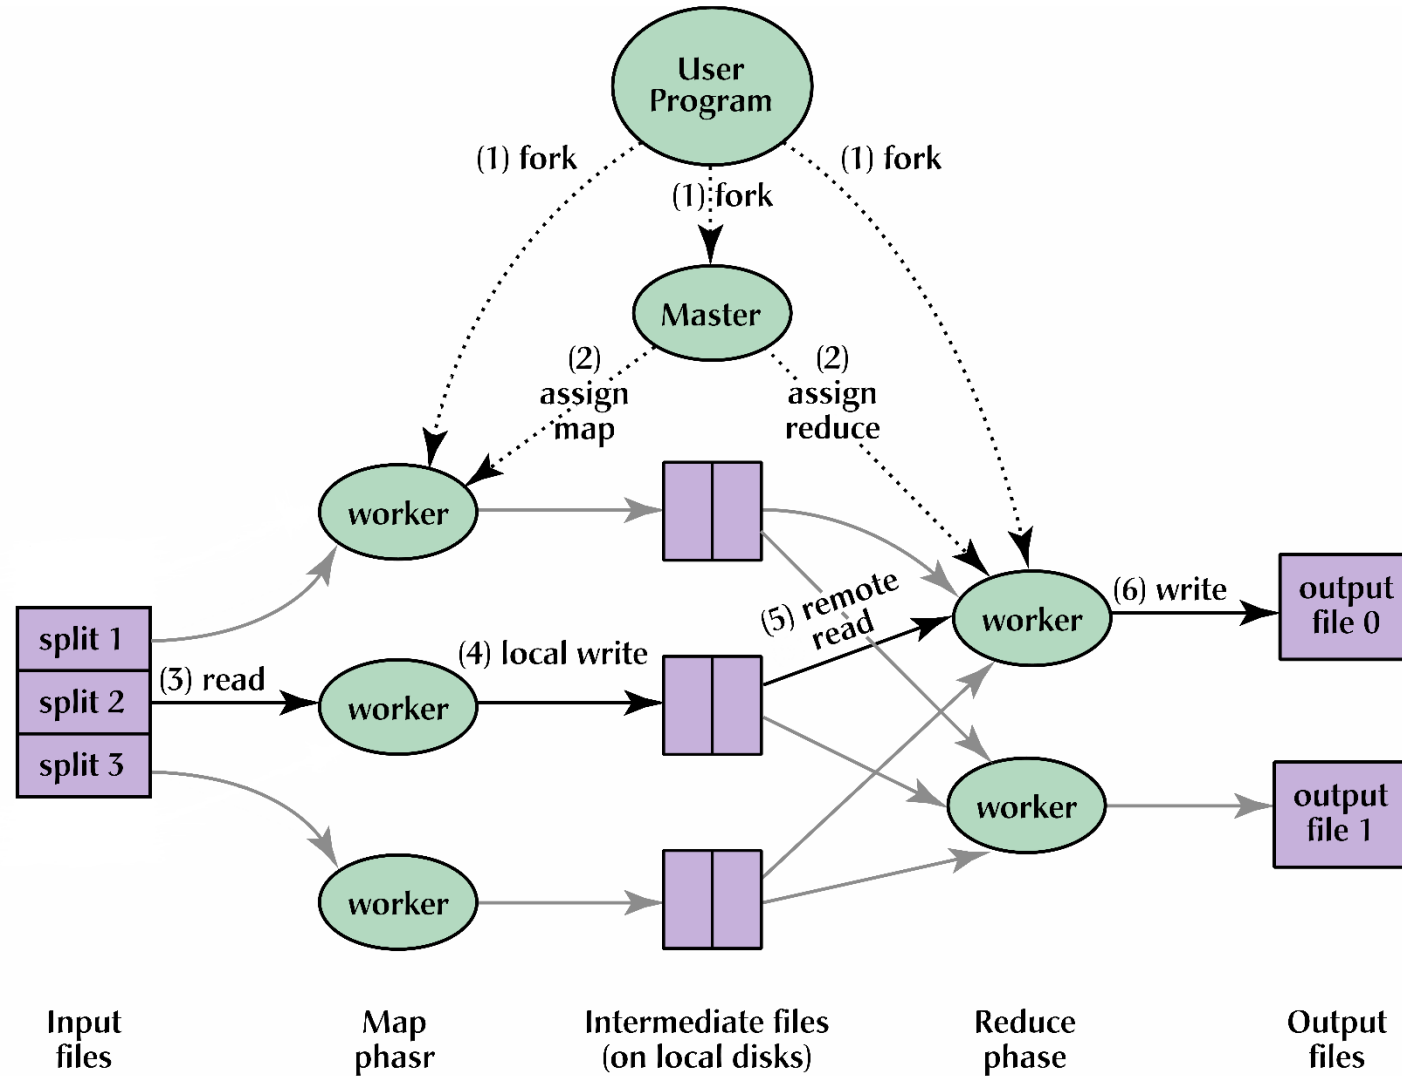 User
Program
(1) fork
(1) fork
(1) fork
Master
(2)
assign
map
(2)
assign
reduce
worker
split 1
split 2
split 3
(3) read
worker
(4) local write
(5) remote
read
worker
(6) write
output
file 0
worker
output
file 1
worker
Input
files
Map
phasr
Intermediate files
(on local disks)
Reduce
phase
Output
files